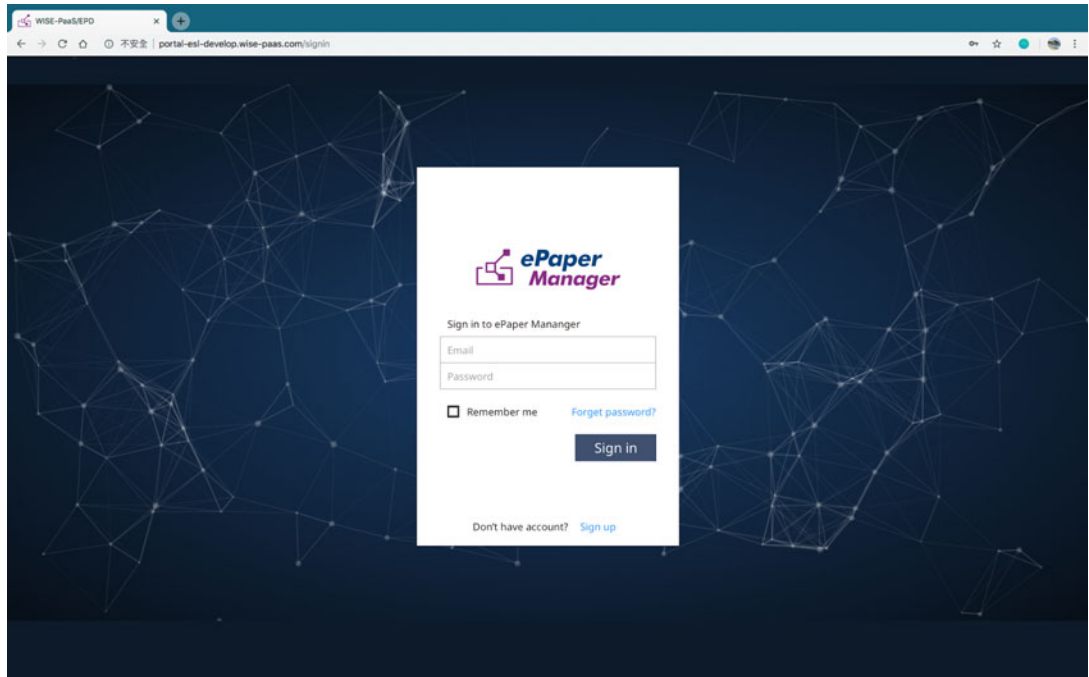 WISE-PaaS/EPD
不安全 | portal-esl-develop.wise-paas.com/signin
ePaper
Manager
Sign in to ePaper Mananger
Email
Password
Remember me Forget password?
Sign in
Don't have account? Sign up